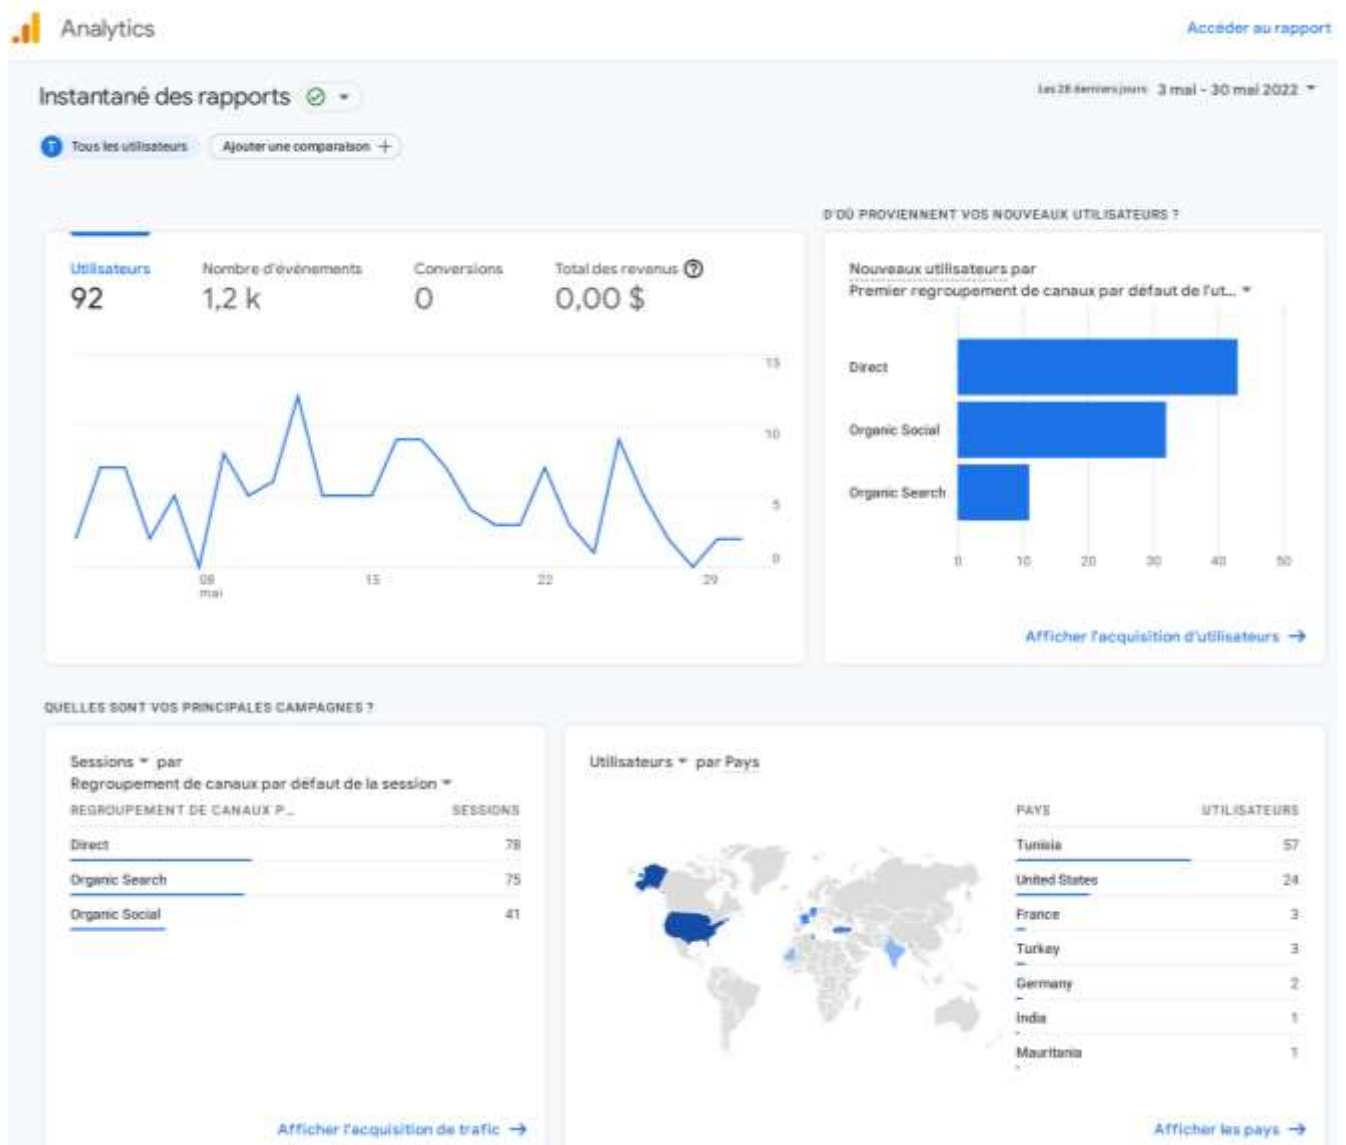 Analytics
Accéder au rapport
Instantané des rapports
Les 28 derniers jours 3 mai - 30 mai 2022
T Tous les utilisateurs Ajouter une comparaison +
D'OÙ PROVIENNENT VOS NOUVEAUX UTILISATEURS ?
Utilisateurs Nombre d'événements Conversions Total des revenus ?
92 1,2 k 0 0,00 $
15
10
5
0
08 15 22 29
mai
Nouveaux utilisateurs par
Premier regroupement de canaux par défaut de l'ut...
Direct
Organic Social
Organic Search
0 10 20 30 40 50
Afficher l'acquisition d'utilisateurs →
QUELLES SONT VOS PRINCIPALES CAMPAGNES ?
Sessions par
Regroupement de canaux par défaut de la session
REGROUPEMENT DE CANAUX P... SESSIONS
Direct 78
Organic Search 75
Organic Social 41
Afficher l'acquisition de trafic →
Utilisateurs par Pays
PAYS UTILISATEURS
Tunisia 57
United States 24
France 3
Turkey 3
Germany 2
India 1
Mauritania 1
Afficher les pays →